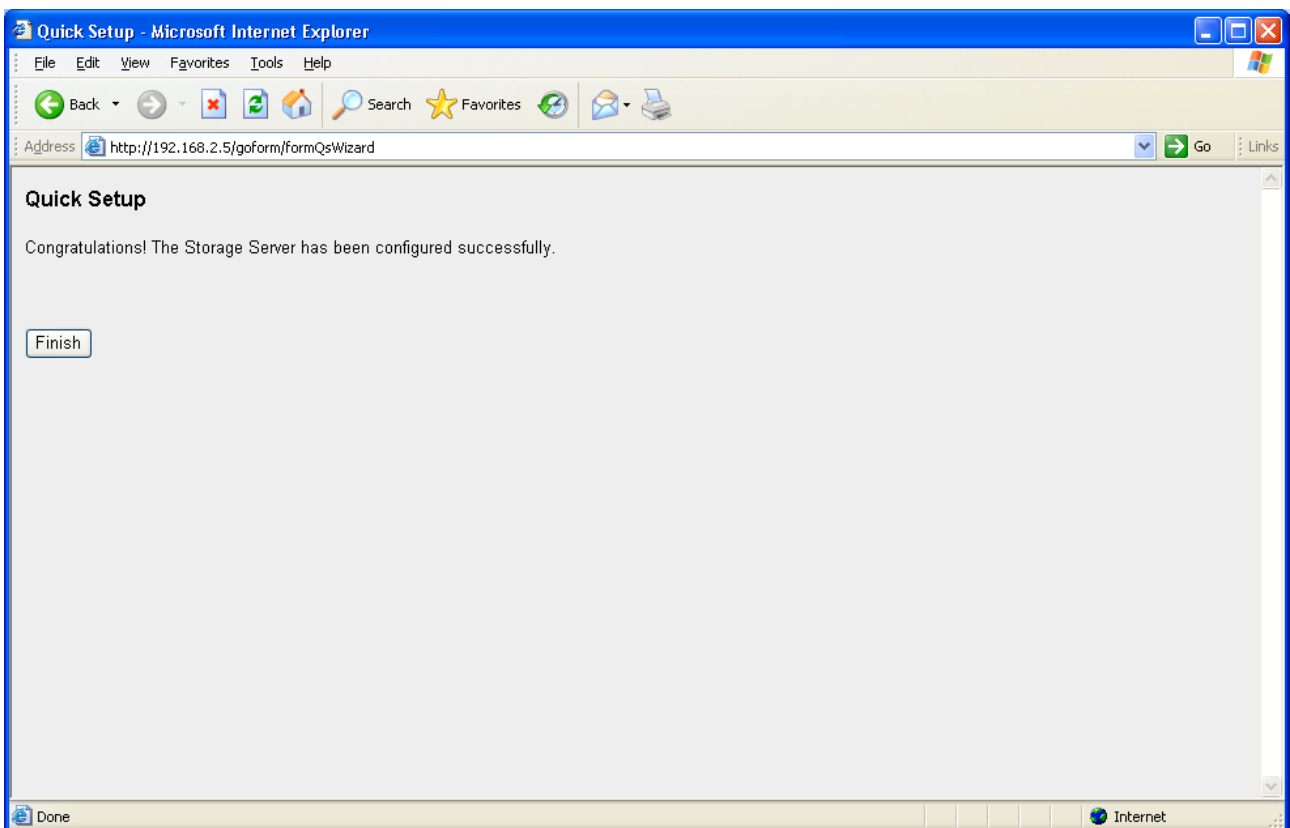 Quick Setup - Microsoft Internet Explorer
File Edit View Favorites Tools Help
Back Search Favorites
Address http://192.168.2.5/goform/formQsWizard Go Links
Quick Setup
Congratulations! The Storage Server has been configured successfully.
Finish
Done Internet